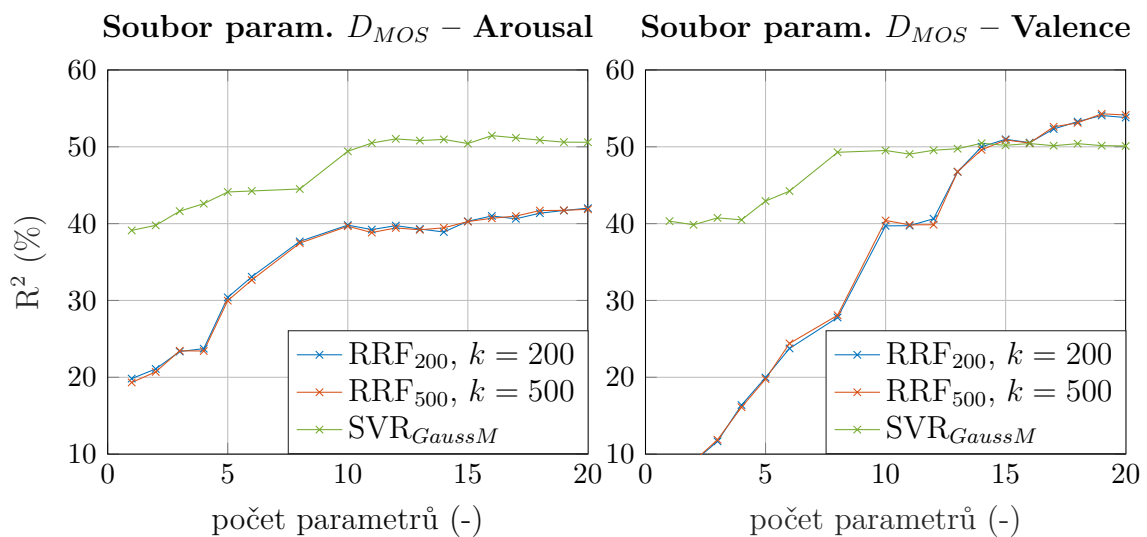 Soubor param. D_MOS – Arousal
60
50
40
30
20
10
0
5
10
15
20
R² (%)
počet parametrů (-)
RRF₂₀₀, k = 200
RRF₅₀₀, k = 500
SVR_GaussM
Soubor param. D_MOS – Valence
60
50
40
30
20
10
0
5
10
15
20
počet parametrů (-)
RRF₂₀₀, k = 200
RRF₅₀₀, k = 500
SVR_GaussM